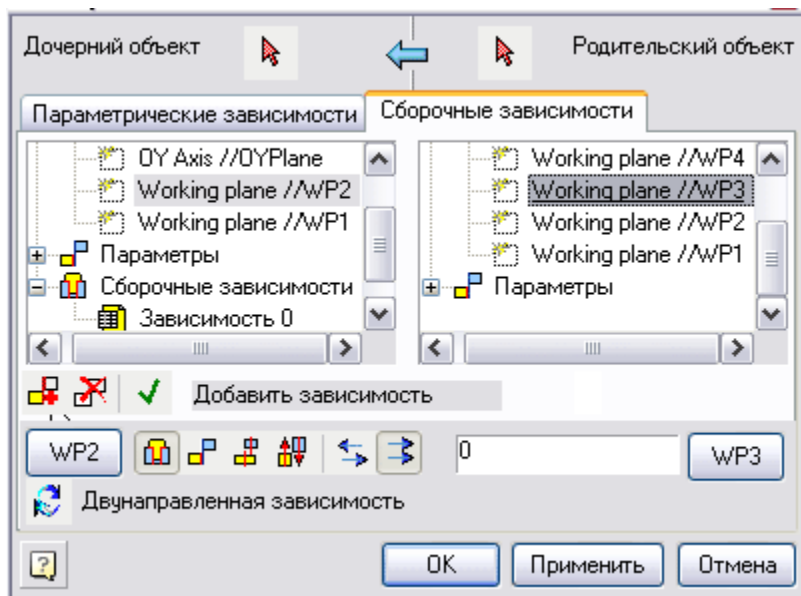 Дочерний объект
Родительский объект
Параметрические зависимости
Сборочные зависимости
OY Axis //OYPlane
Working plane //WP2
Working plane //WP1
Параметры
Сборочные зависимости
Зависимость 0
Working plane //WP4
Working plane //WP3
Working plane //WP2
Working plane //WP1
Параметры
Добавить зависимость
WP2
0
WP3
Двунаправленная зависимость
?
OK
Применить
Отмена